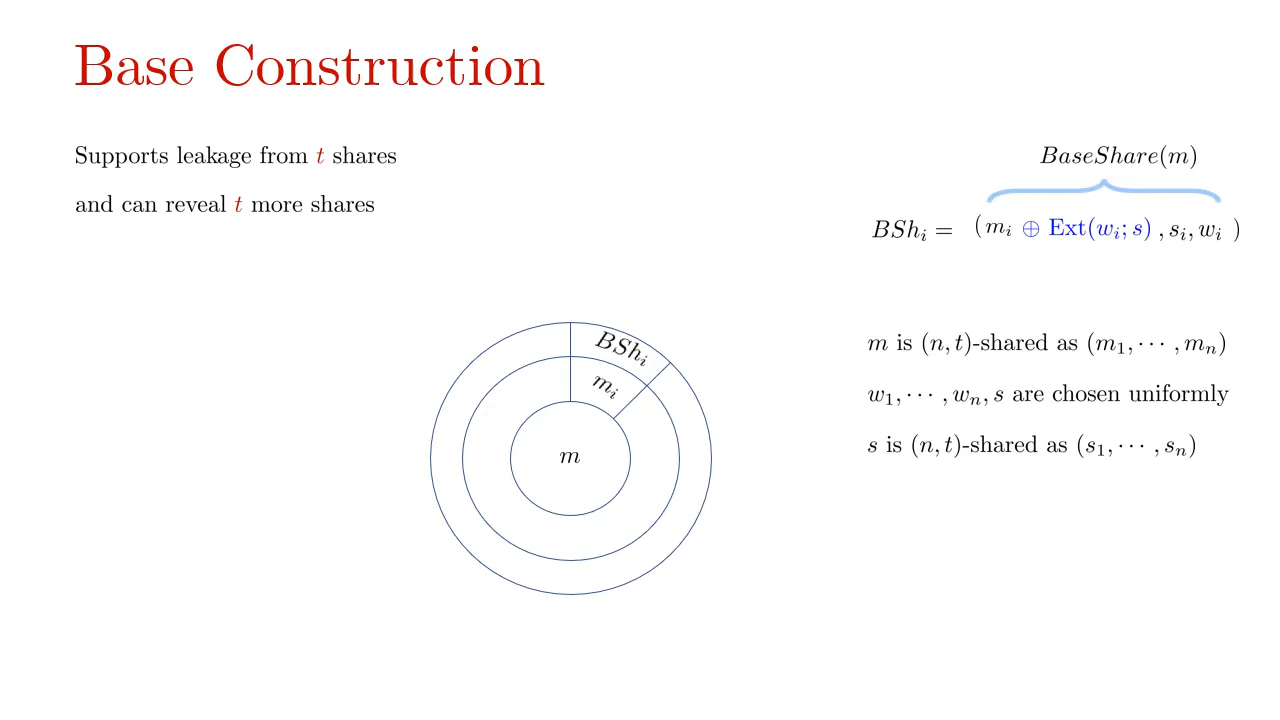 Base Construction
Supports leakage from t shares
and can reveal t more shares
BaseShare(m)
BSh_i = (m_i ⊕ Ext(w_i; s), s_i, w_i)
m is (n, t)-shared as (m_1, ⋯ , m_n)
w_1, ⋯ , w_n, s are chosen uniformly
s is (n, t)-shared as (s_1, ⋯ , s_n)
BSh_i
m_i
m